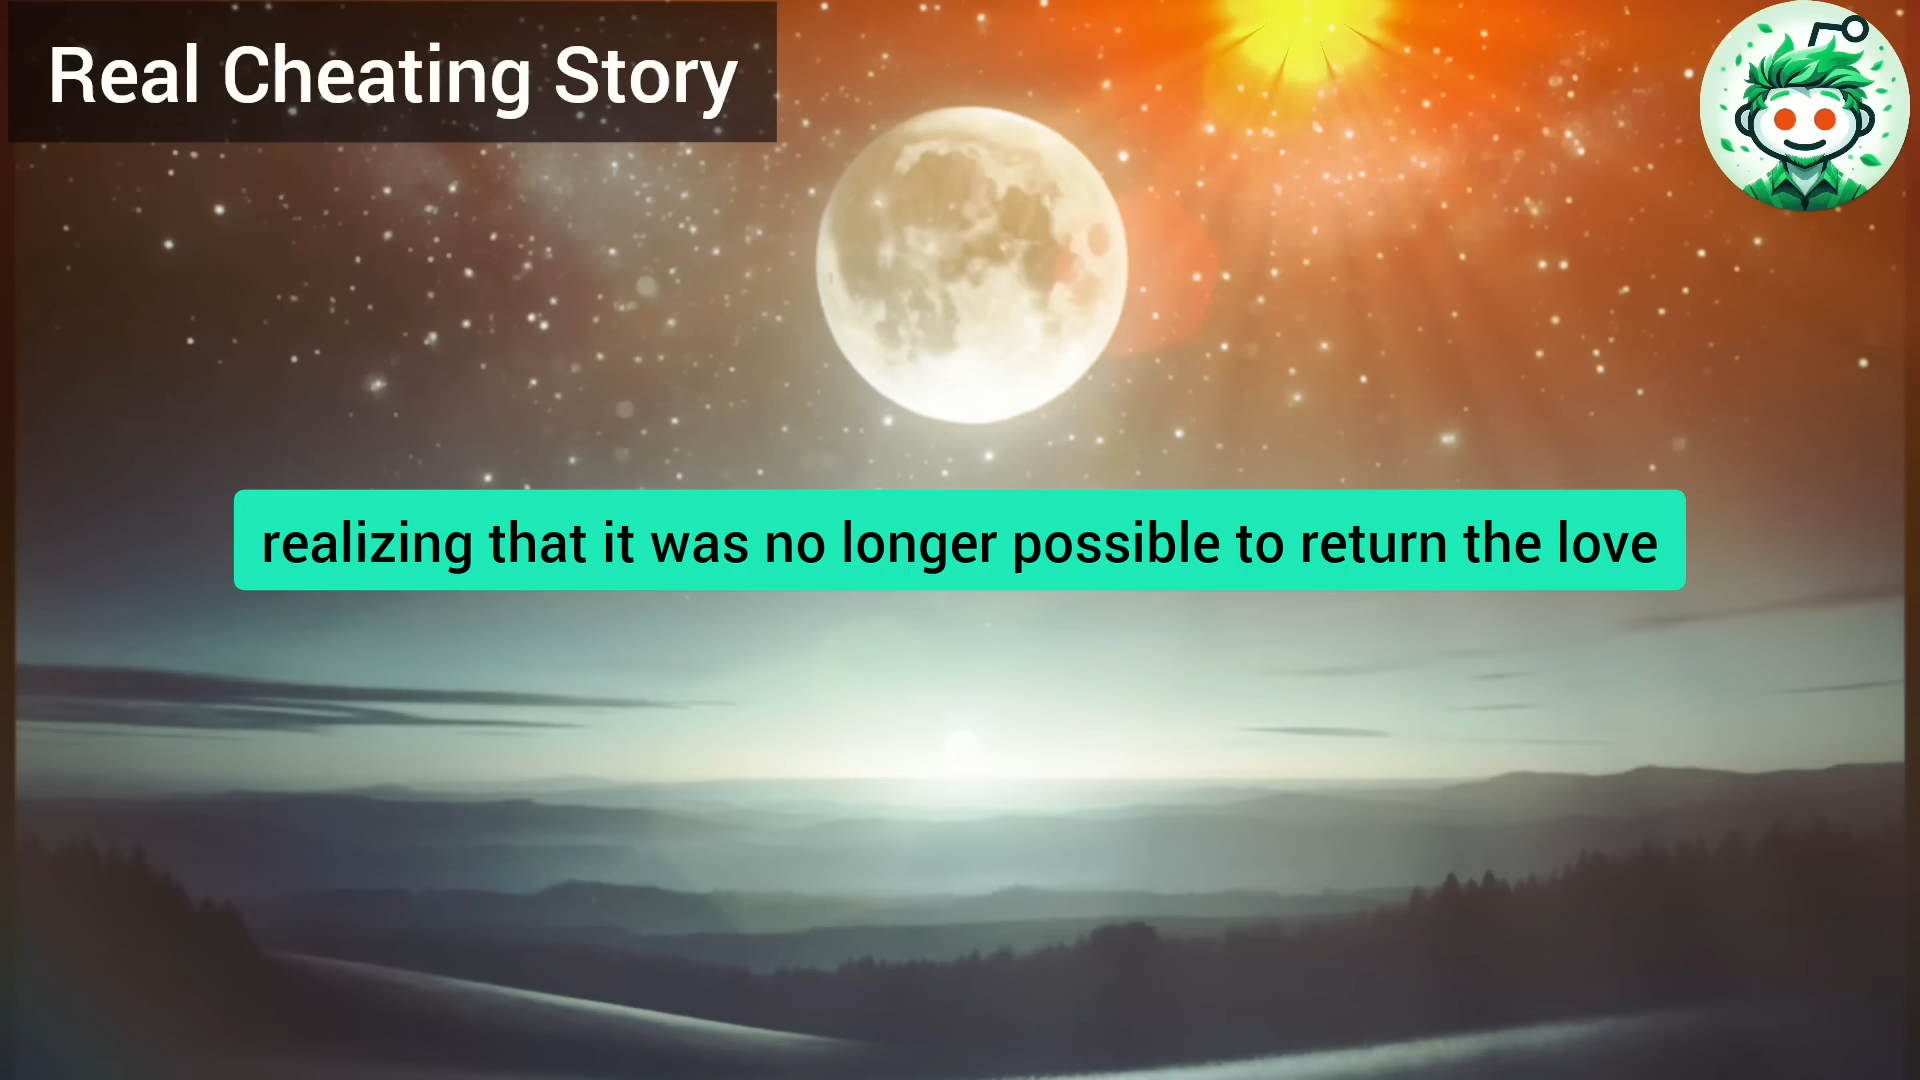 Real Cheating Story
realizing that it was no longer possible to return the love